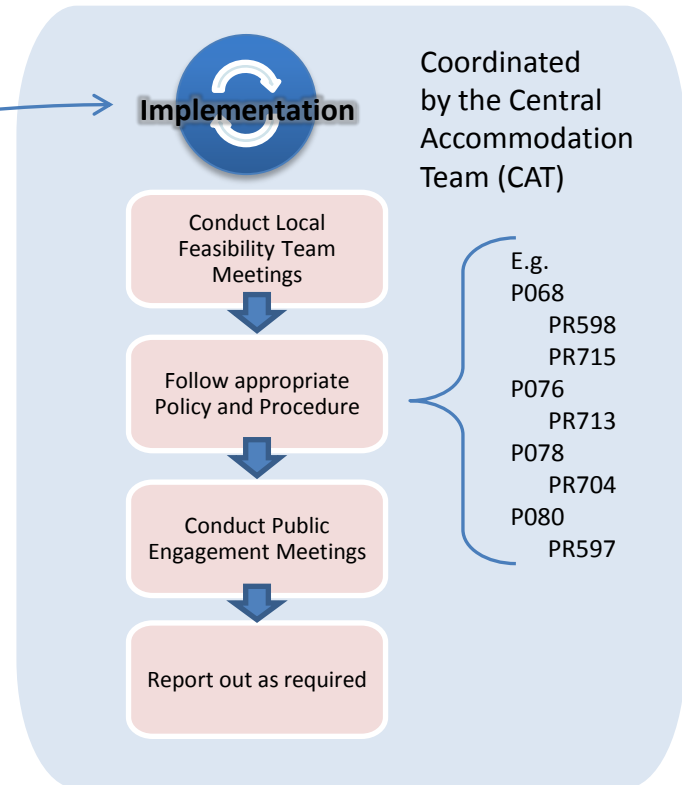 Implementation
Coordinated
by the Central
Accommodation
Team (CAT)
Conduct Local
Feasibility Team
Meetings
Follow appropriate
Policy and Procedure
E.g.
P068
PR598
PR715
P076
PR713
P078
PR704
P080
PR597
Conduct Public
Engagement Meetings
Report out as required